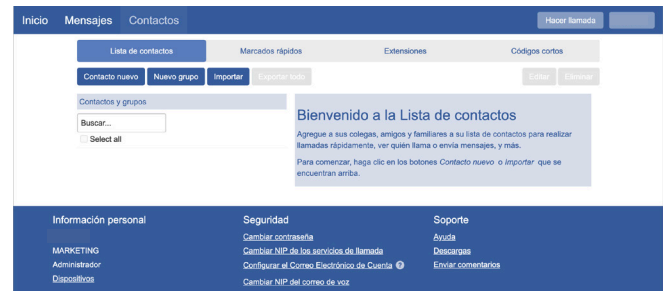 Inicio Mensajes Contactos Hacer llamada
Lista de contactos Marcados rápidos Extensiones Códigos cortos
Contacto nuevo Nuevo grupo Importar Exportar todo Editar Eliminar
Contactos y grupos
Buscar...
Select all
Bienvenido a la Lista de contactos
Agregue a sus colegas, amigos y familiares a su lista de contactos para realizar
llamadas rápidamente, ver quién llama o envía mensajes, y más.
Para comenzar, haga clic en los botones Contacto nuevo o Importar que se
encuentran arriba.
Información personal
MARKETING
Administrador
Dispositivos
Seguridad
Cambiar contraseña
Cambiar NIP de los servicios de llamada
Configurar el Correo Electrónico de Cuenta ?
Cambiar NIP del correo de voz
Soporte
Ayuda
Descargas
Enviar comentarios